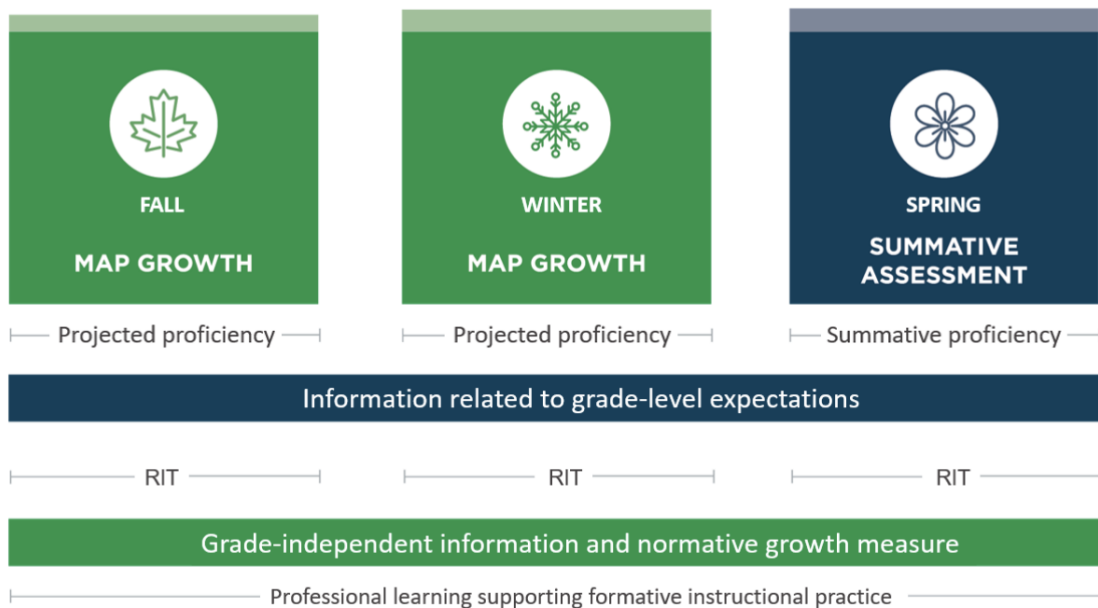 FALL
MAP GROWTH
WINTER
MAP GROWTH
SPRING
SUMMATIVE
ASSESSMENT
Projected proficiency
Projected proficiency
Summative proficiency
Information related to grade-level expectations
RIT
RIT
RIT
Grade-independent information and normative growth measure
Professional learning supporting formative instructional practice